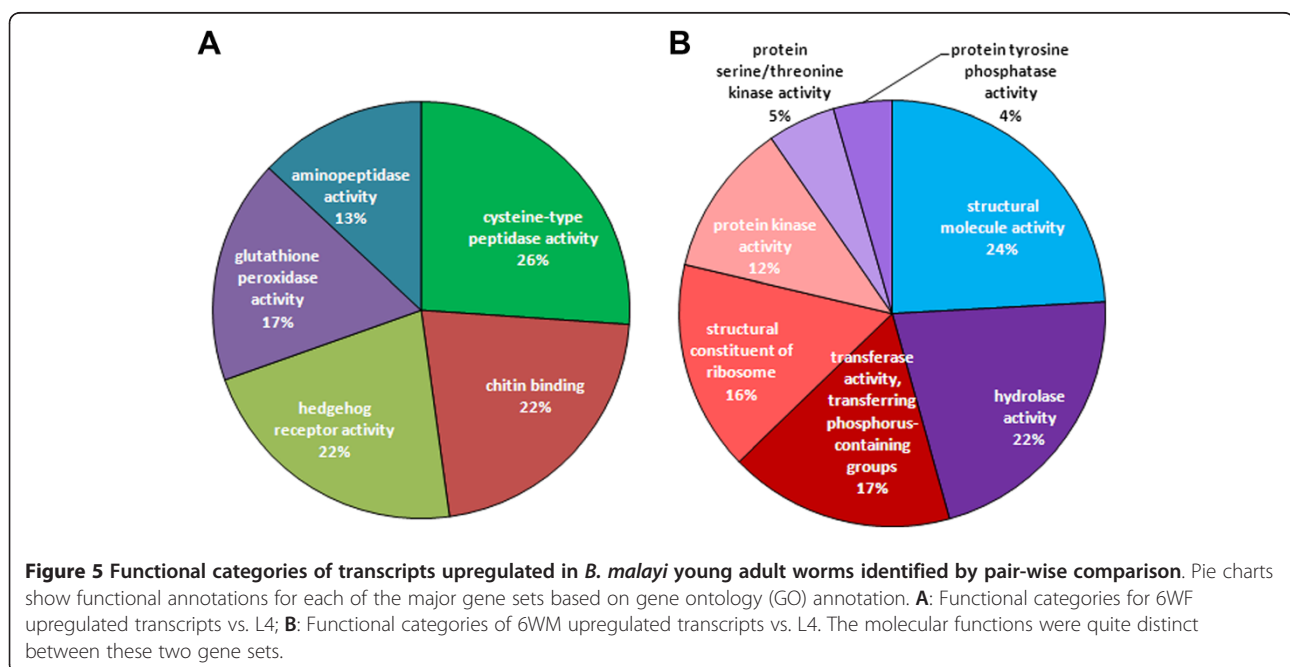 A
cysteine-type
peptidase activity
26%
chitin binding
22%
hedgehog
receptor activity
22%
glutathione
peroxidase
activity
17%
aminopeptidase
activity
13%
B
structural
molecule activity
24%
hydrolase
activity
22%
transferase
activity,
transferring
phosphorus-
containing
groups
17%
structural
constituent of
ribosome
16%
protein kinase
activity
12%
protein
serine/threonine
kinase activity
5%
protein tyrosine
phosphatase
activity
4%
Figure 5 Functional categories of transcripts upregulated in B. malayi young adult worms identified by pair-wise comparison. Pie charts
show functional annotations for each of the major gene sets based on gene ontology (GO) annotation. A: Functional categories for 6WF
upregulated transcripts vs. L4; B: Functional categories of 6WM upregulated transcripts vs. L4. The molecular functions were quite distinct
between these two gene sets.